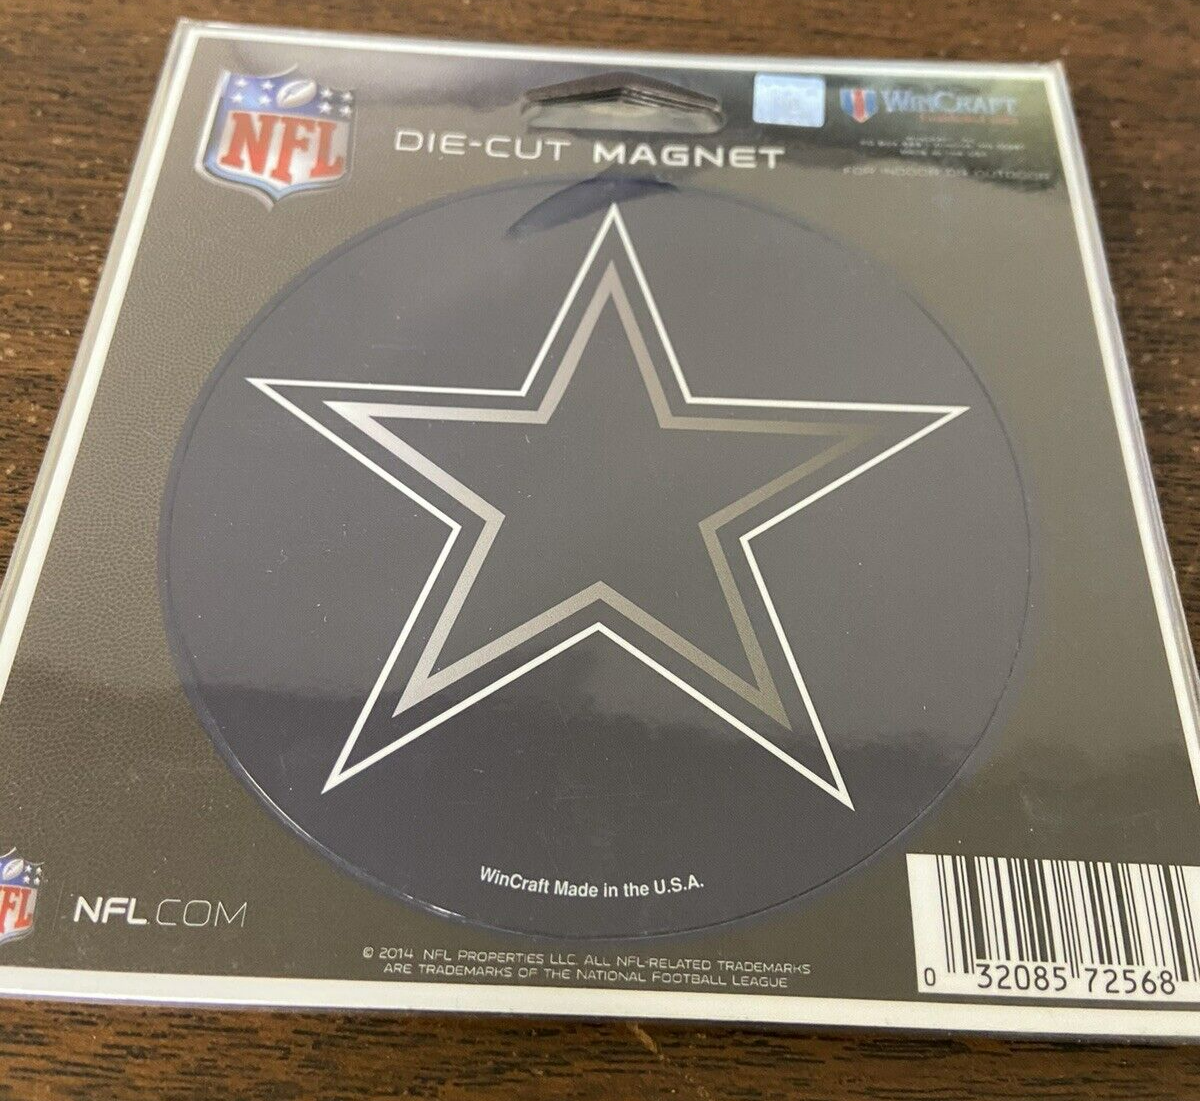 NFL
DIE-CUT MAGNET
WINCRAFT
FOR INDOOR OR OUTDOOR
WinCraft Made in the U.S.A.
NFL.COM
© 2014 NFL PROPERTIES LLC. ALL NFL-RELATED TRADEMARKS
ARE TRADEMARKS OF THE NATIONAL FOOTBALL LEAGUE
0 32085 72568